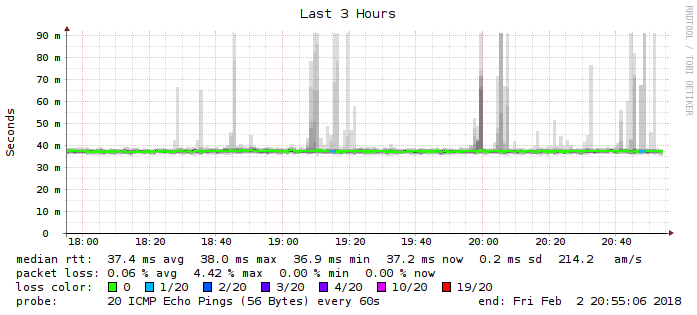 Last 3 Hours
RRDTOOL / TOBI OETIKER
Seconds
90 m
80 m
70 m
60 m
50 m
40 m
30 m
20 m
10 m
0
18:00 18:20 18:40 19:00 19:20 19:40 20:00 20:20 20:40
median rtt: 37.4 ms avg 38.0 ms max 36.9 ms min 37.2 ms now 0.2 ms sd 214.2 am/s
packet loss: 0.06 % avg 4.42 % max 0.00 % min 0.00 % now
loss color: 0 1/20 2/20 3/20 4/20 10/20 19/20
probe: 20 ICMP Echo Pings (56 Bytes) every 60s end: Fri Feb 2 20:55:06 2018